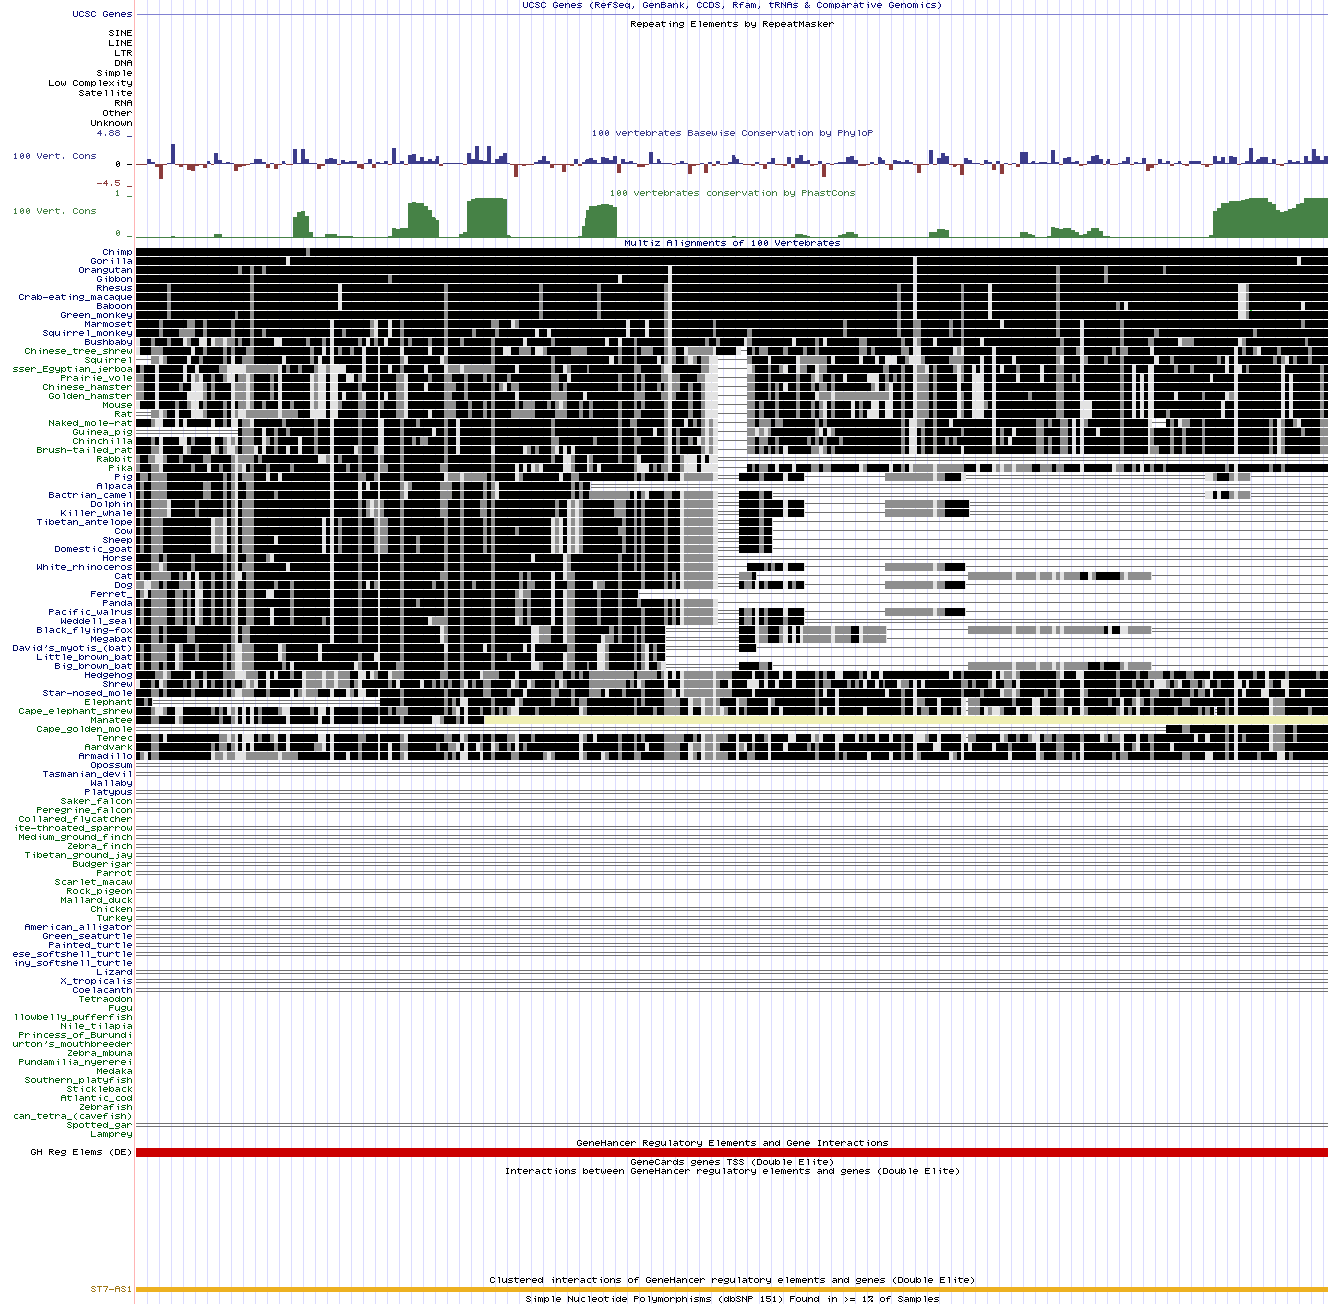 UCSC Genes (RefSeq, GenBank, CCDS, Rfam, tRNAs & Comparative Genomics)
UCSC Genes
Repeating Elements by RepeatMasker
SINE
LINE
LTR
DNA
Simple
Low Complexity
Satellite
RNA
Other
Unknown
4.88 _
100 vertebrates Basewise Conservation by PhyloP
100 Vert. Cons
0 _
-4.5 _
100 vertebrates conservation by PhastCons
1 _
100 Vert. Cons
0 _
Multiz Alignments of 100 Vertebrates
Chimp
Gorilla
Orangutan
Gibbon
Rhesus
Crab-eating_macaque
Baboon
Green_monkey
Marmoset
Squirrel_monkey
Bushbaby
Chinese_tree_shrew
Squirrel
sser_Egyptian_jerboa
Prairie_vole
Chinese_hamster
Golden_hamster
Mouse
Rat
Naked_mole-rat
Guinea_pig
Chinchilla
Brush-tailed_rat
Rabbit
Pika
Pig
Alpaca
Bactrian_camel
Dolphin
Killer_whale
Tibetan_antelope
Cow
Sheep
Domestic_goat
Horse
White_rhinoceros
Cat
Dog
Ferret_
Panda
Pacific_walrus
Weddell_seal
Black_flying-fox
Megabat
David's_myotis_(bat)
Little_brown_bat
Big_brown_bat
Hedgehog
Shrew
Star-nosed_mole
Elephant
Cape_elephant_shrew
Manatee
Cape_golden_mole
Tenrec
Aardvark
Armadillo
Opossum
Tasmanian_devil
Wallaby
Platypus
Saker_falcon
Peregrine_falcon
Collared_flycatcher
ite-throated_sparrow
Medium_ground_finch
Zebra_finch
Tibetan_ground_jay
Budgerigar
Parrot
Scarlet_macaw
Rock_pigeon
Mallard_duck
Chicken
Turkey
American_alligator
Green_seaturtle
Painted_turtle
ese_softshell_turtle
iny_softshell_turtle
Lizard
X_tropicalis
Coelacanth
Tetraodon
Fugu
llowbelly_pufferfish
Nile_tilapia
Princess_of_Burundi
urton's_mouthbreeder
Zebra_mbuna
Pundamilia_nyererei
Medaka
Southern_platyfish
Stickleback
Atlantic_cod
Zebrafish
can_tetra_(cavefish)
Spotted_gar
Lamprey
GeneHancer Regulatory Elements and Gene Interactions
GH Reg Elems (DE)
GeneCards genes TSS (Double Elite)
Interactions between GeneHancer regulatory elements and genes (Double Elite)
Clustered interactions of GeneHancer regulatory elements and genes (Double Elite)
ST7-AS1
Simple Nucleotide Polymorphisms (dbSNP 151) Found in >= 1% of Samples